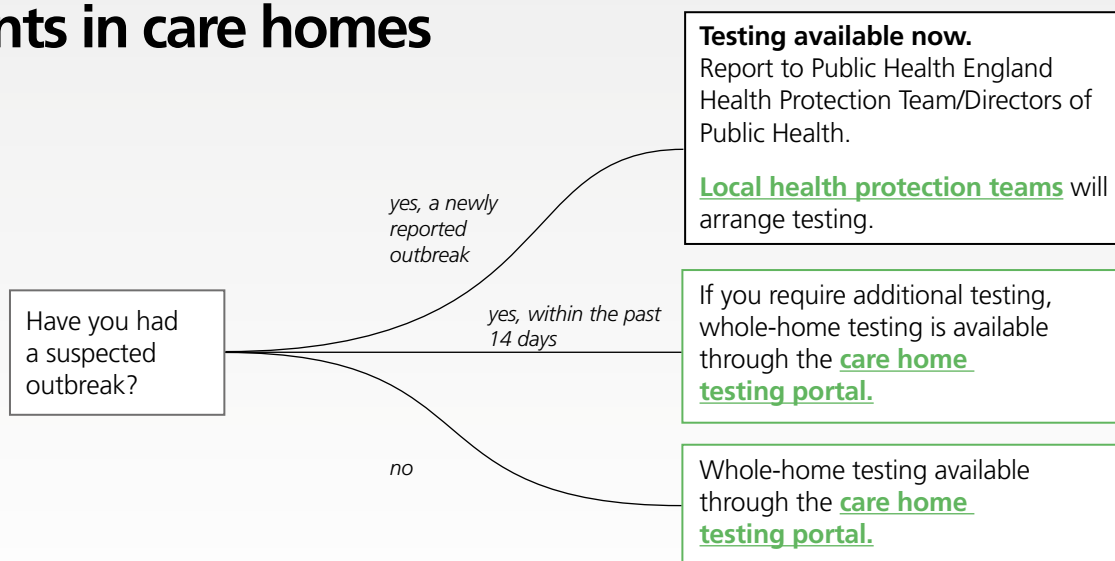 nts in care homes
Testing available now.
Report to Public Health England
Health Protection Team/Directors of
Public Health.
Local health protection teams will
arrange testing.
yes, a newly
reported
outbreak
Have you had
a suspected
outbreak?
yes, within the past
14 days
If you require additional testing,
whole-home testing is available
through the care home
testing portal.
no
Whole-home testing available
through the care home
testing portal.